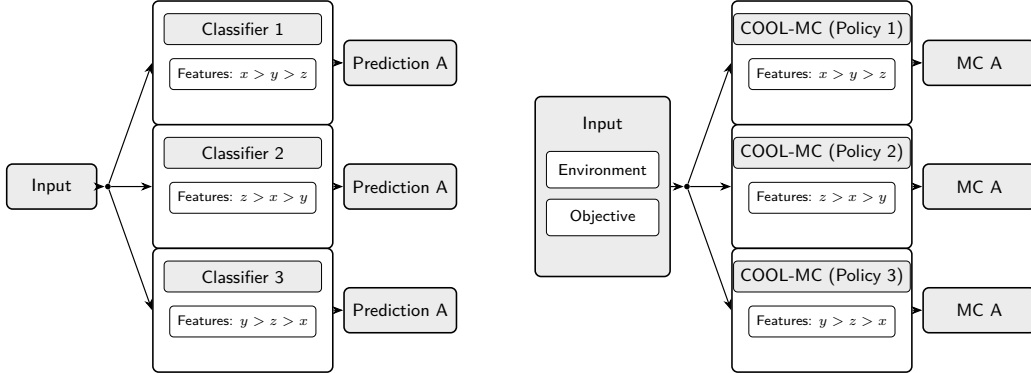 Input
Classifier 1
Features: x > y > z
Prediction A
Classifier 2
Features: z > x > y
Prediction A
Classifier 3
Features: y > z > x
Prediction A
Input
Environment
Objective
COOL-MC (Policy 1)
Features: x > y > z
MC A
COOL-MC (Policy 2)
Features: z > x > y
MC A
COOL-MC (Policy 3)
Features: y > z > x
MC A